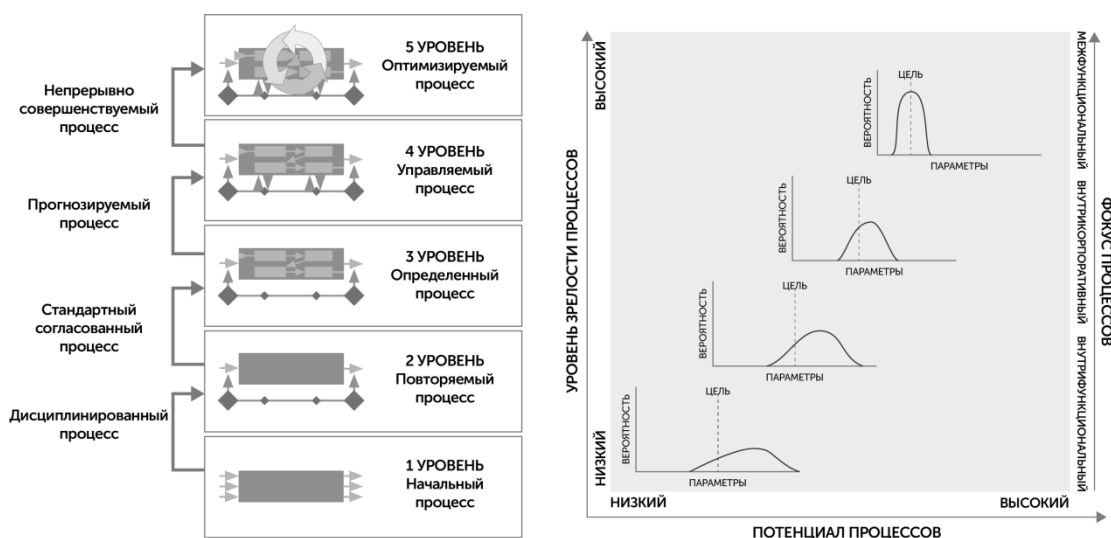 5 УРОВЕНЬ
Оптимизируемый
процесс
Непрерывно
совершенствуемый
процесс
4 УРОВЕНЬ
Управляемый
процесс
Прогнозируемый
процесс
3 УРОВЕНЬ
Определенный
процесс
Стандартный
согласованный
процесс
2 УРОВЕНЬ
Повторяемый
процесс
Дисциплинированный
процесс
1 УРОВЕНЬ
Начальный
процесс
УРОВЕНЬ ЗРЕЛОСТИ ПРОЦЕССОВ
ВЫСОКИЙ
НИЗКИЙ
ЦЕЛЬ
ВЕРОЯТНОСТЬ
ПАРАМЕТРЫ
ЦЕЛЬ
ВЕРОЯТНОСТЬ
ПАРАМЕТРЫ
ЦЕЛЬ
ВЕРОЯТНОСТЬ
ПАРАМЕТРЫ
ЦЕЛЬ
ВЕРОЯТНОСТЬ
ПАРАМЕТРЫ
МЕЖФУНКЦИОНАЛЬНЫЙ
ВНУТРИКОРПОРАТИВНЫЙ
ВНУТРИФУНКЦИОНАЛЬНЫЙ
ФОКУС ПРОЦЕССОВ
НИЗКИЙ
ВЫСОКИЙ
ПОТЕНЦИАЛ ПРОЦЕССОВ